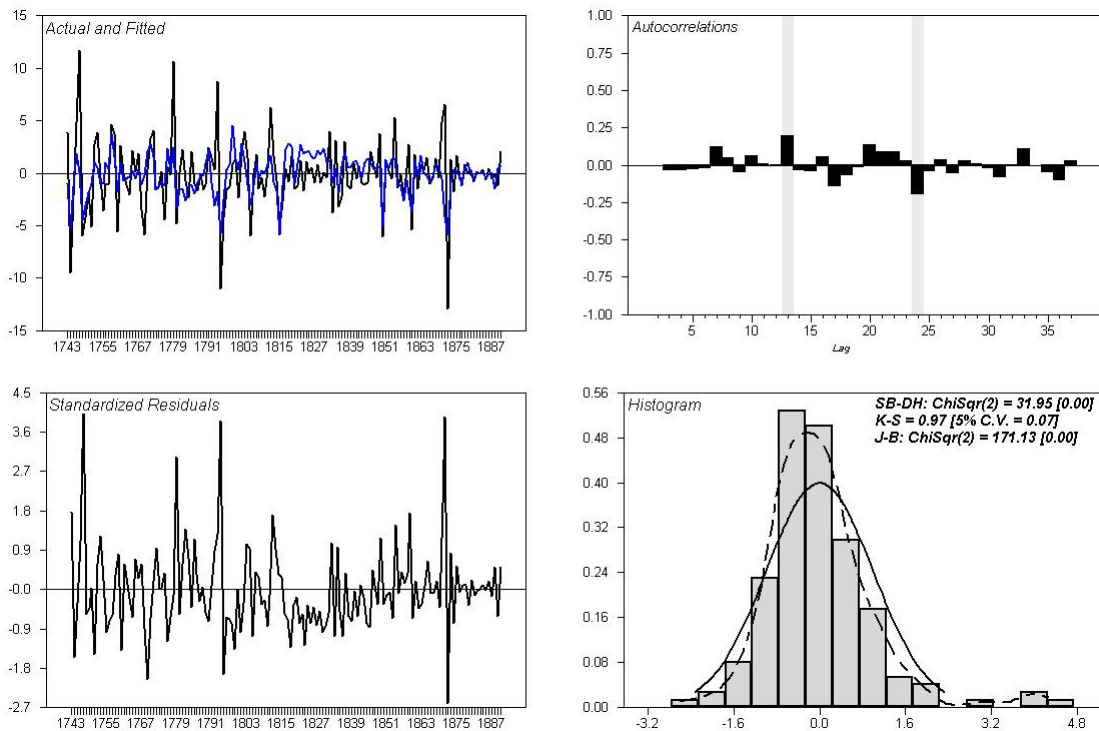 Actual and Fitted
15
10
5
0
-5
-10
-15
1743 1755 1767 1779 1791 1803 1815 1827 1839 1851 1863 1875 1887
Autocorrelations
1.00
0.75
0.50
0.25
0.00
-0.25
-0.50
-0.75
-1.00
5 10 15 20 25 30 35
Lag
Standardized Residuals
4.5
3.6
2.7
1.8
0.9
-0.0
-0.9
-1.8
-2.7
1743 1755 1767 1779 1791 1803 1815 1827 1839 1851 1863 1875 1887
Histogram
SB-DH: ChiSqr(2) = 31.95 [0.00]
K-S = 0.97 [5% C.V. = 0.07]
J-B: ChiSqr(2) = 171.13 [0.00]
0.56
0.48
0.40
0.32
0.24
0.16
0.08
0.00
-3.2 -1.6 0.0 1.6 3.2 4.8